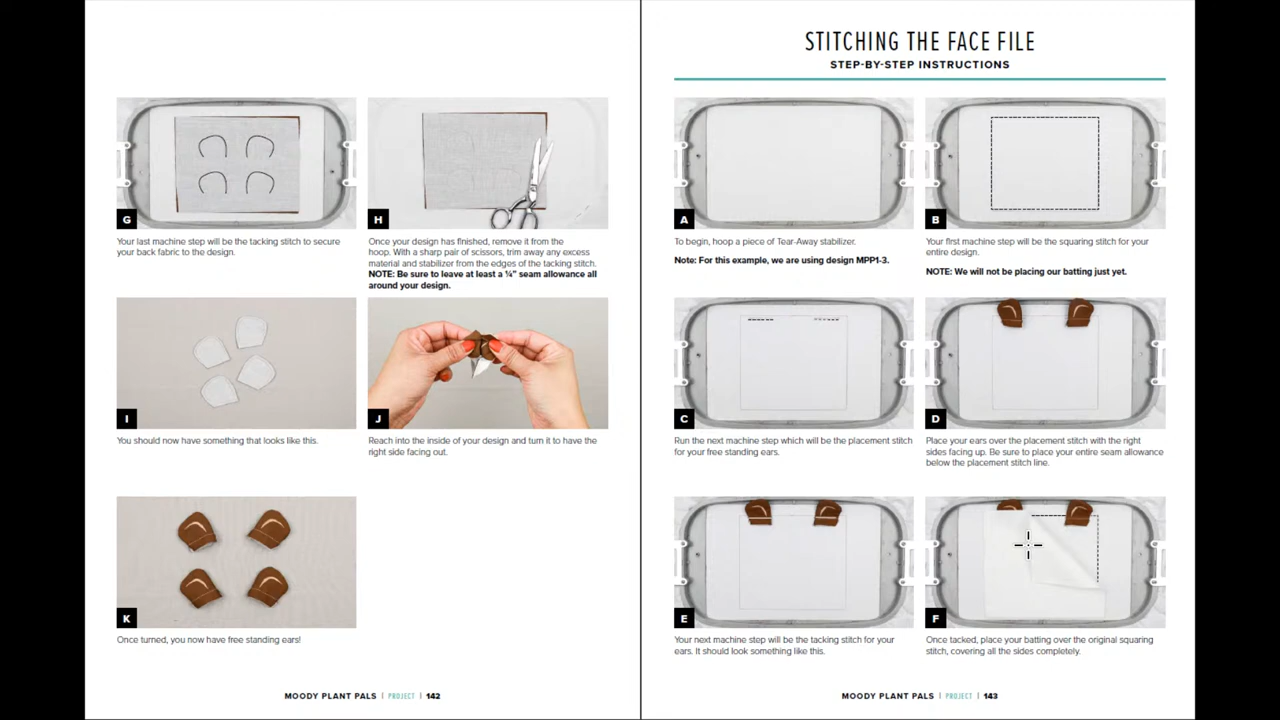 G
Your last machine step will be the tacking stitch to secure
your back fabric to the design.
H
Once your design has finished, remove it from the
hoop. With a sharp pair of scissors, trim away any excess
material and stabilizer from the edges of the tacking stitch.
NOTE: Be sure to leave at least a ¼" seam allowance all
around your design.
I
You should now have something that looks like this.
J
Reach into the inside of your design and turn it to have the
right side facing out.
K
Once turned, you now have free standing ears!
MOODY PLANT PALS | PROJECT | 142
STITCHING THE FACE FILE
STEP-BY-STEP INSTRUCTIONS
A
To begin, hoop a piece of Tear-Away stabilizer.
Note: For this example, we are using design MPP1-3.
B
Your first machine step will be the squaring stitch for your
entire design.
NOTE: We will not be placing our batting just yet.
C
Run the next machine step which will be the placement stitch
for your free standing ears.
D
Place your ears over the placement stitch with the right
sides facing up. Be sure to place your entire seam allowance
below the placement stitch line.
E
Your next machine step will be the tacking stitch for your
ears. It should look something like this.
F
Once tacked, place your batting over the original squaring
stitch, covering all the sides completely.
MOODY PLANT PALS | PROJECT | 143